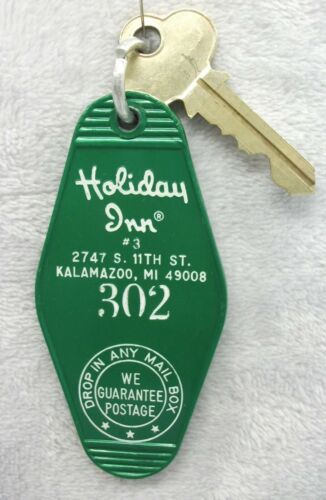 Holiday
Inn®
#3
2747 S. 11TH ST.
KALAMAZOO, MI 49008
302
DROP IN ANY MAIL BOX
WE
GUARANTEE
POSTAGE